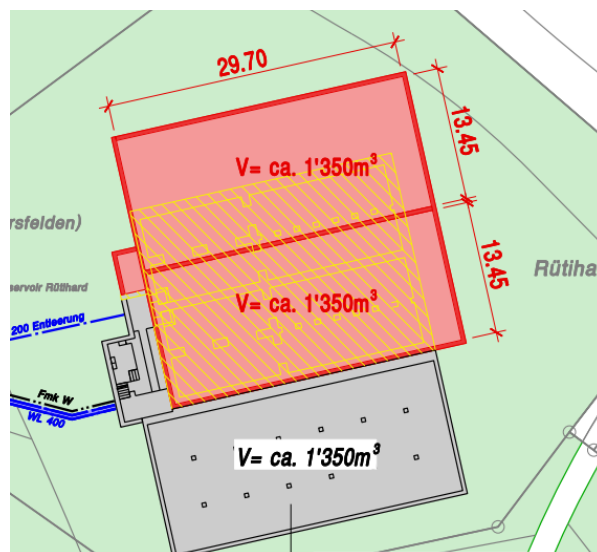 29.70
13.45
V= ca. 1'350m³
rsfelden)
13.45
Rütiha
servoir Rütihard
V= ca. 1'350m³
200 Entleerung
Fmk W
WL 400
V= ca. 1'350m³